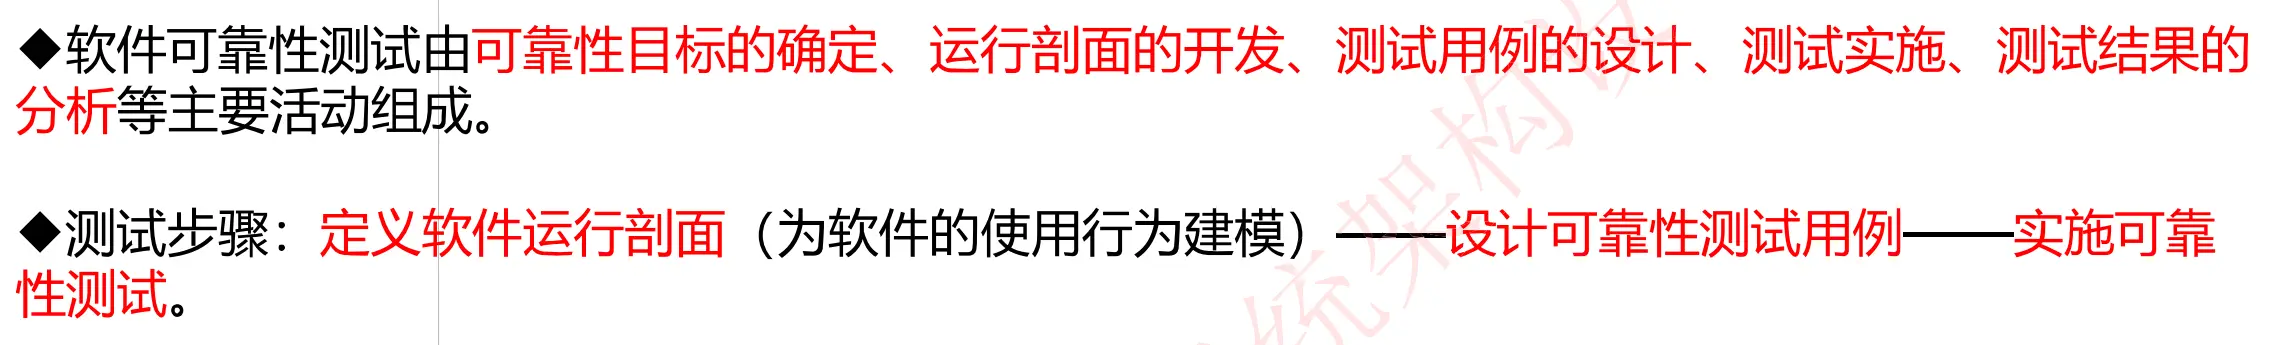 ◆软件可靠性测试由可靠性目标的确定、运行剖面的开发、测试用例的设计、测试实施、测试结果的
分析等主要活动组成。
◆测试步骤：定义软件运行剖面（为软件的使用行为建模）——设计可靠性测试用例——实施可靠
性测试。
统架构设